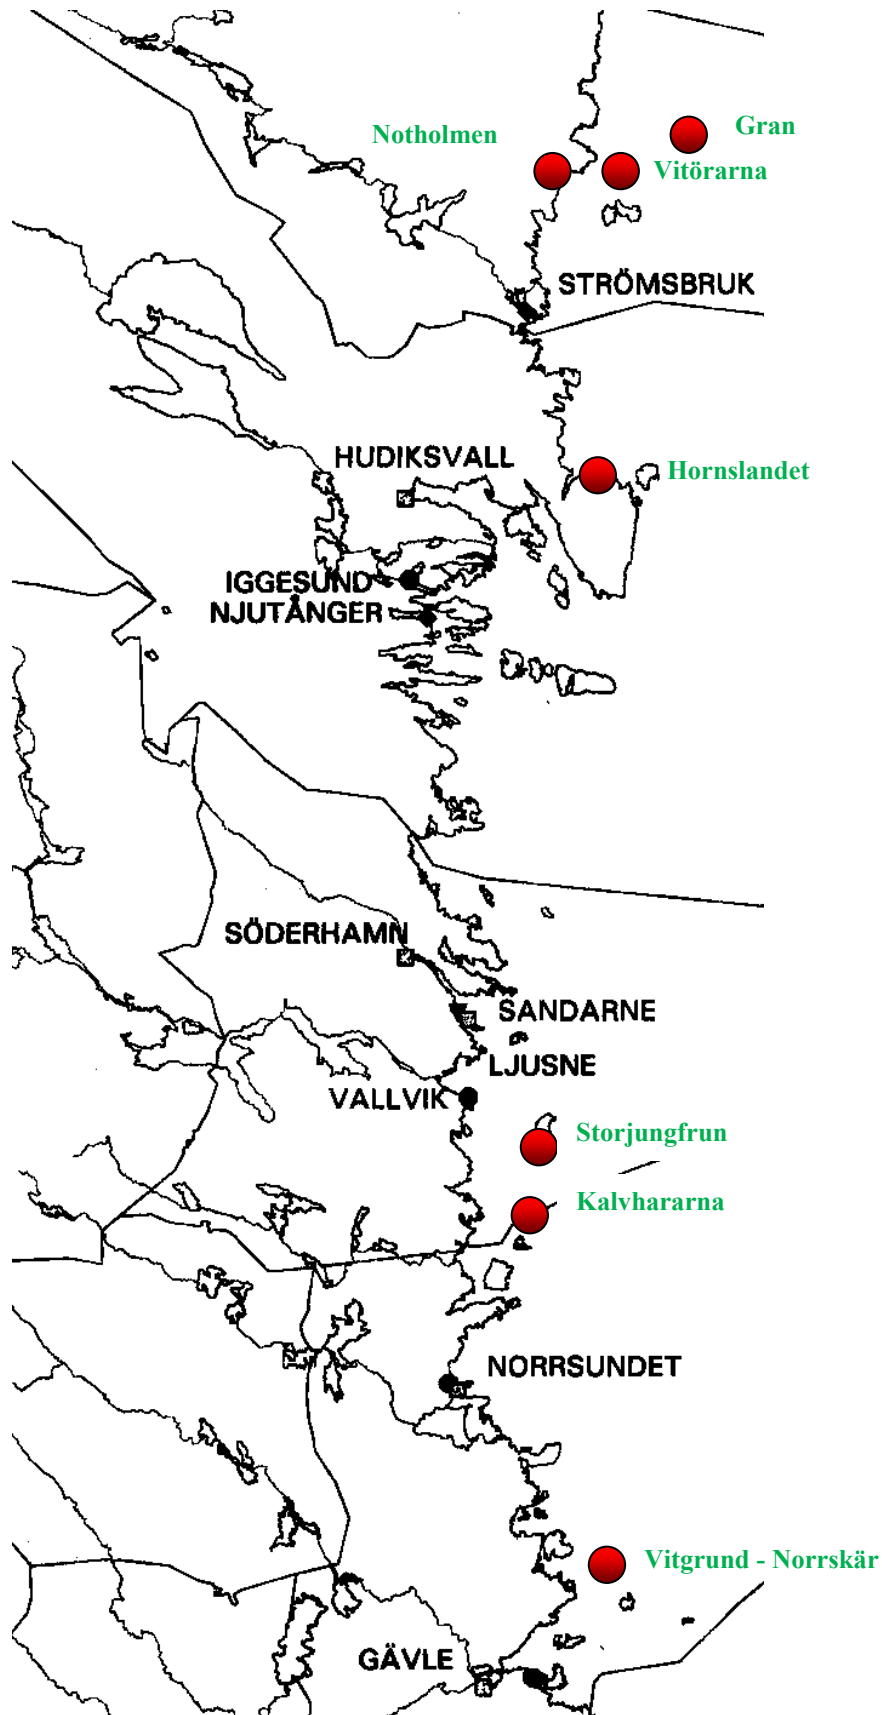 Gran
Notholmen
Vitörarna
STRÖMSBRUK
HUDIKSVALL
Hornslandet
IGGESUND
NJUTÅNGER
SÖDERHAMN
SANDARNE
LJUSNE
VALLVIK
Storjungfrun
Kalvhararna
NORRSUNDET
Vitgrund - Norrskär
GÄVLE